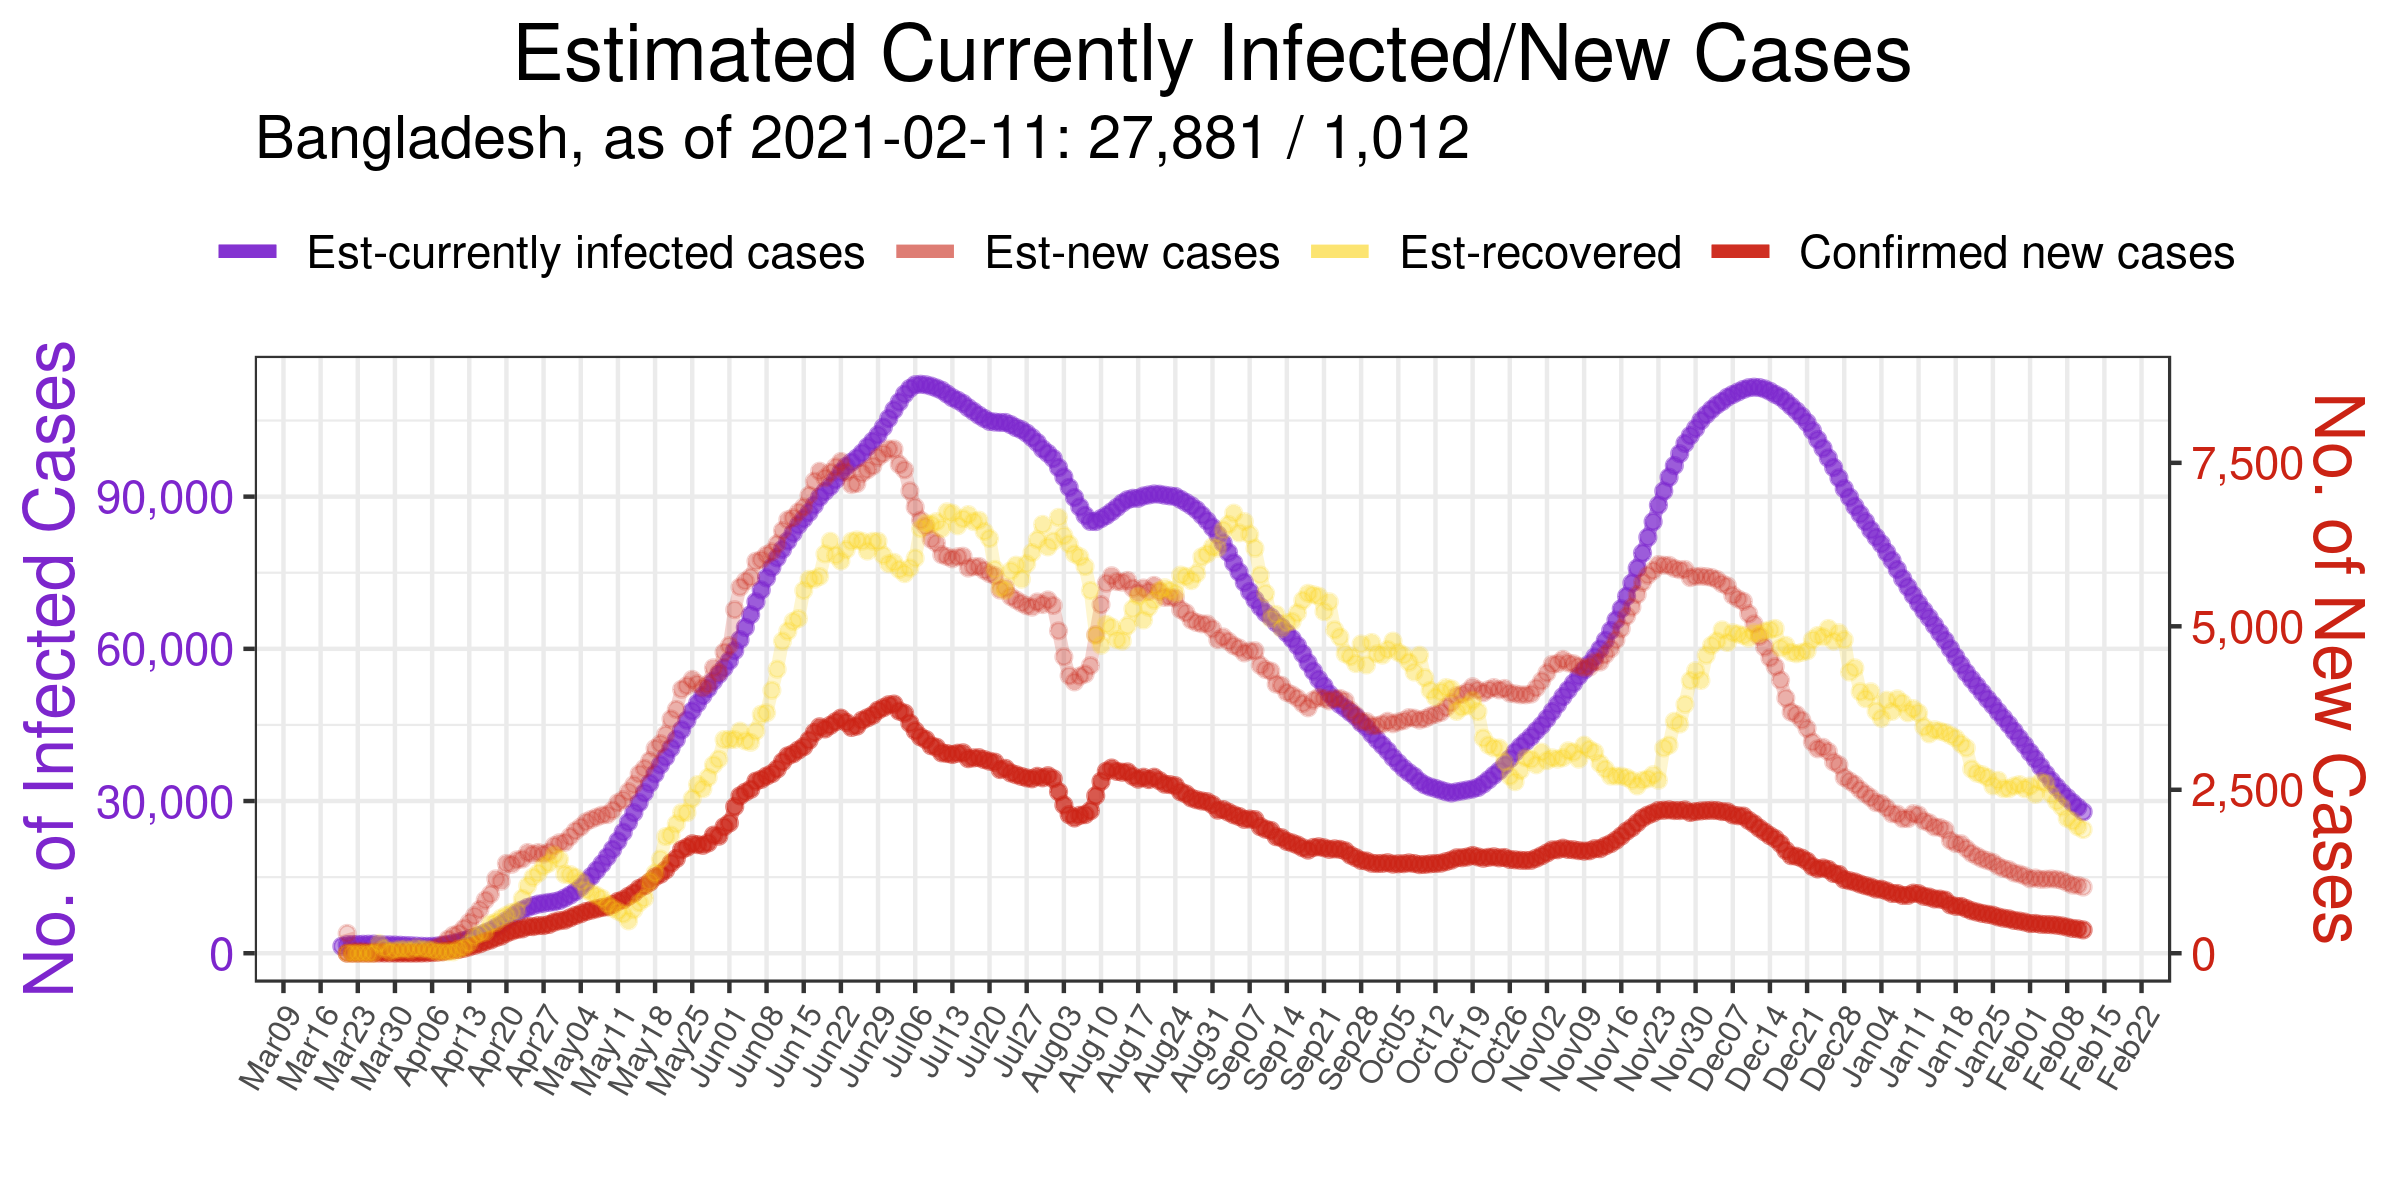 Estimated Currently Infected/New Cases
Bangladesh, as of 2021-02-11: 27,881 / 1,012
Est-currently infected cases Est-new cases Est-recovered Confirmed new cases
No. of Infected Cases
90,000
60,000
30,000
0
7,500
5,000
2,500
0
No. of New Cases
Mar09 Mar16 Mar23 Mar30 Apr06 Apr13 Apr20 Apr27 May04 May11 May18 May25 Jun01 Jun08 Jun15 Jun22 Jun29 Jul06 Jul13 Jul20 Jul27 Aug03 Aug10 Aug17 Aug24 Aug31 Sep07 Sep14 Sep21 Sep28 Oct05 Oct12 Oct19 Oct26 Nov02 Nov09 Nov16 Nov23 Nov30 Dec07 Dec14 Dec21 Dec28 Dec04 Jan11 Jan18 Jan25 Feb01 Feb08 Feb15 Feb22